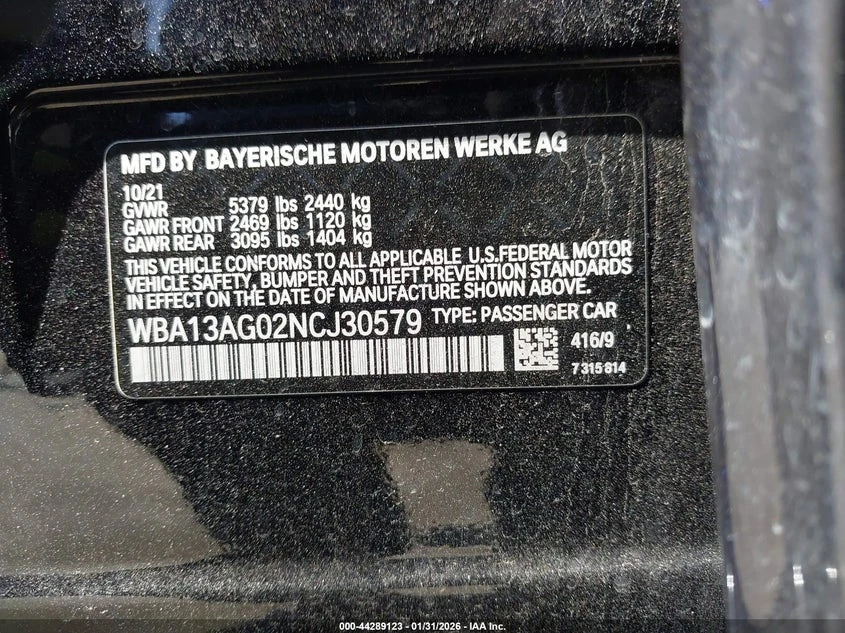 MFD BY BAYERISCHE MOTOREN WERKE AG
10/21
GVWR 5379 lbs 2440 kg
GAWR FRONT 2469 lbs 1120 kg
GAWR REAR 3095 lbs 1404 kg
THIS VEHICLE CONFORMS TO ALL APPLICABLE U.S.FEDERAL MOTOR
VEHICLE SAFETY, BUMPER AND THEFT PREVENTION STANDARDS
IN EFFECT ON THE DATE OF MANUFACTURE SHOWN ABOVE.
WBA13AG02NCJ30579 TYPE: PASSENGER CAR
416/9
7315814
000-44289123 - 01/31/2026 - IAA Inc.